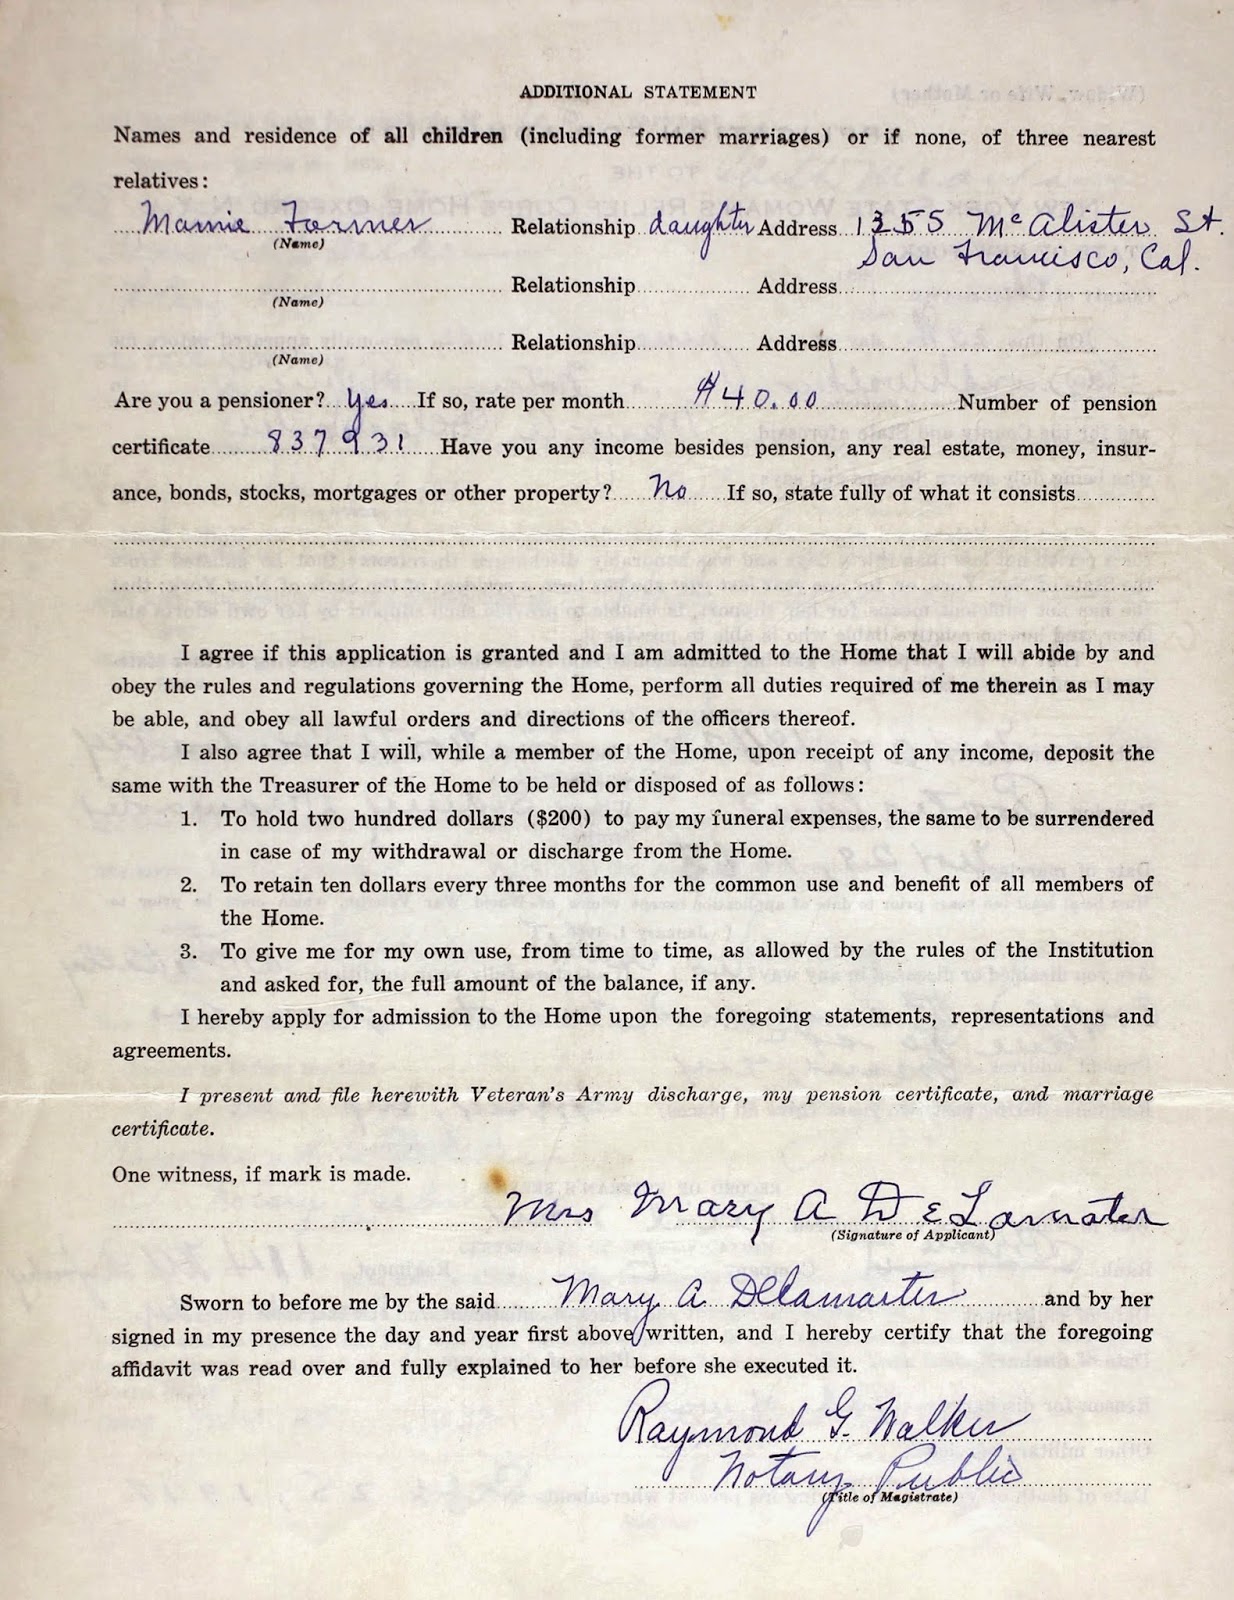 ADDITIONAL STATEMENT
Names and residence of all children (including former marriages) or if none, of three nearest
relatives:
Mamie Farmer Relationship daughter Address 1355 McAlister St.
(Name)
San Francisco, Cal.
Relationship Address
(Name)
Relationship Address
(Name)
Are you a pensioner? Yes If so, rate per month $40.00 Number of pension
certificate 837931 Have you any income besides pension, any real estate, money, insur-
ance, bonds, stocks, mortgages or other property? No If so, state fully of what it consists
I agree if this application is granted and I am admitted to the Home that I will abide by and
obey the rules and regulations governing the Home, perform all duties required of me therein as I may
be able, and obey all lawful orders and directions of the officers thereof.
I also agree that I will, while a member of the Home, upon receipt of any income, deposit the
same with the Treasurer of the Home to be held or disposed of as follows:
1. To hold two hundred dollars ($200) to pay my funeral expenses, the same to be surrendered
in case of my withdrawal or discharge from the Home.
2. To retain ten dollars every three months for the common use and benefit of all members of
the Home.
3. To give me for my own use, from time to time, as allowed by the rules of the Institution
and asked for, the full amount of the balance, if any.
I hereby apply for admission to the Home upon the foregoing statements, representations and
agreements.
I present and file herewith Veteran's Army discharge, my pension certificate, and marriage
certificate.
One witness, if mark is made.
Mrs Mary A DeLamater
(Signature of Applicant)
Sworn to before me by the said Mary A Delamarter and by her
signed in my presence the day and year first above written, and I hereby certify that the foregoing
affidavit was read over and fully explained to her before she executed it.
Raymond G. Walker
Notary Public
(Title of Magistrate)